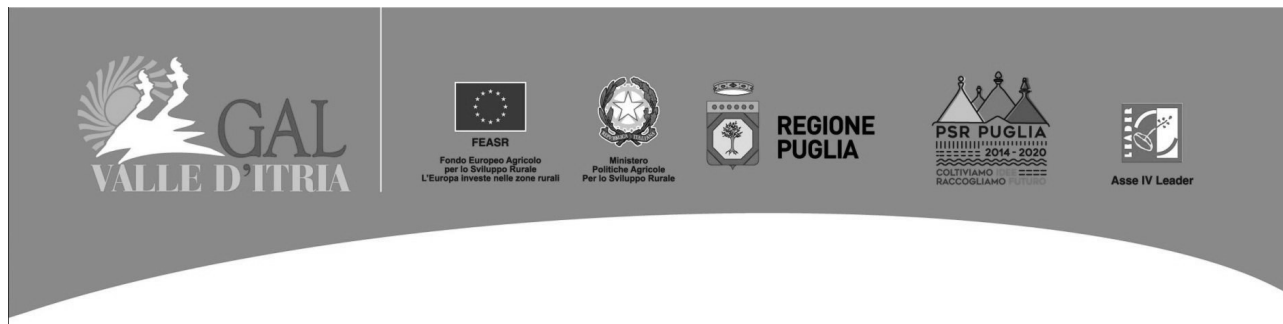 GAL
VALLE D'ITRIA
FEASR
Fondo Europeo Agricolo
per lo Sviluppo Rurale
L'Europa investe nelle zone rurali
Ministero
Politiche Agricole
Per lo Sviluppo Rurale
REGIONE
PUGLIA
PSR PUGLIA
2014-2020
COLTIVIAMO IDEE
RACCOGLIAMO FUTURO
LEADER
Asse IV Leader